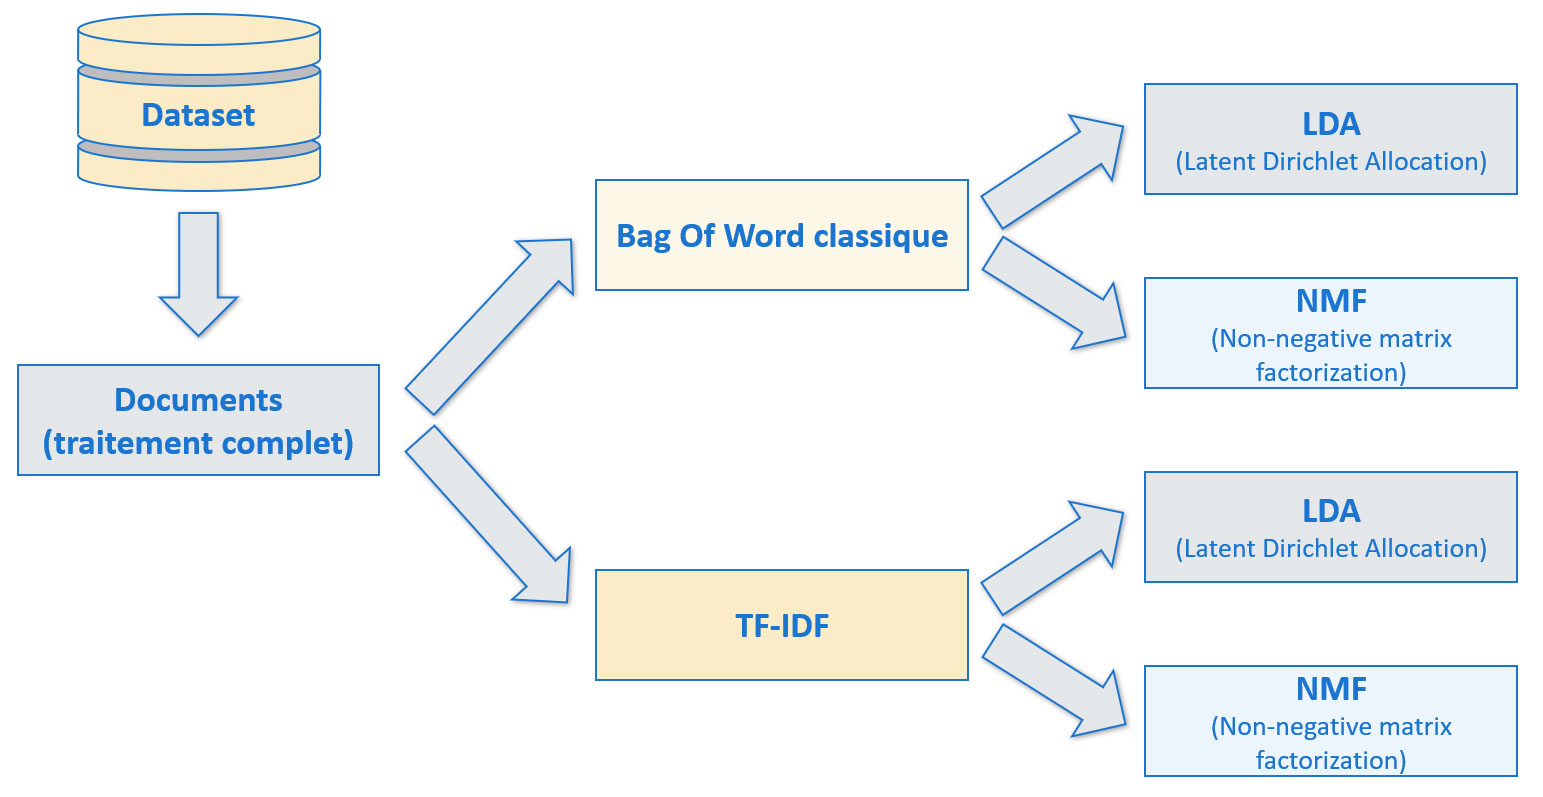 Dataset
Documents
(traitement complet)
Bag Of Word classique
TF-IDF
LDA
(Latent Dirichlet Allocation)
NMF
(Non-negative matrix
factorization)
LDA
(Latent Dirichlet Allocation)
NMF
(Non-negative matrix
factorization)